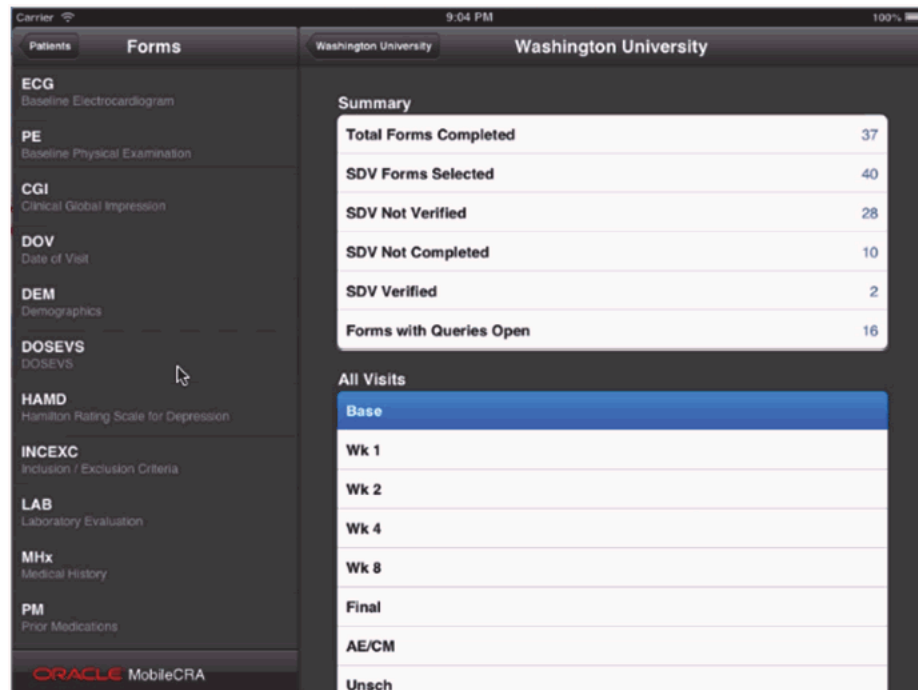 Carrier
9:04 PM
100%
Patients
Forms
Washington University
Washington University
ECG
Baseline Electrocardiogram
PE
Baseline Physical Examination
CGI
Clinical Global Impression
DOV
Date of Visit
DEM
Demographics
DOSEVS
DOSEVS
HAMD
Hamilton Rating Scale for Depression
INCEXC
Inclusion / Exclusion Criteria
LAB
Laboratory Evaluation
MHx
Medical History
PM
Prior Medications
ORACLE MobileCRA
Summary
Total Forms Completed 37
SDV Forms Selected 40
SDV Not Verified 28
SDV Not Completed 10
SDV Verified 2
Forms with Queries Open 16
All Visits
Base
Wk 1
Wk 2
Wk 4
Wk 8
Final
AE/CM
Unsch